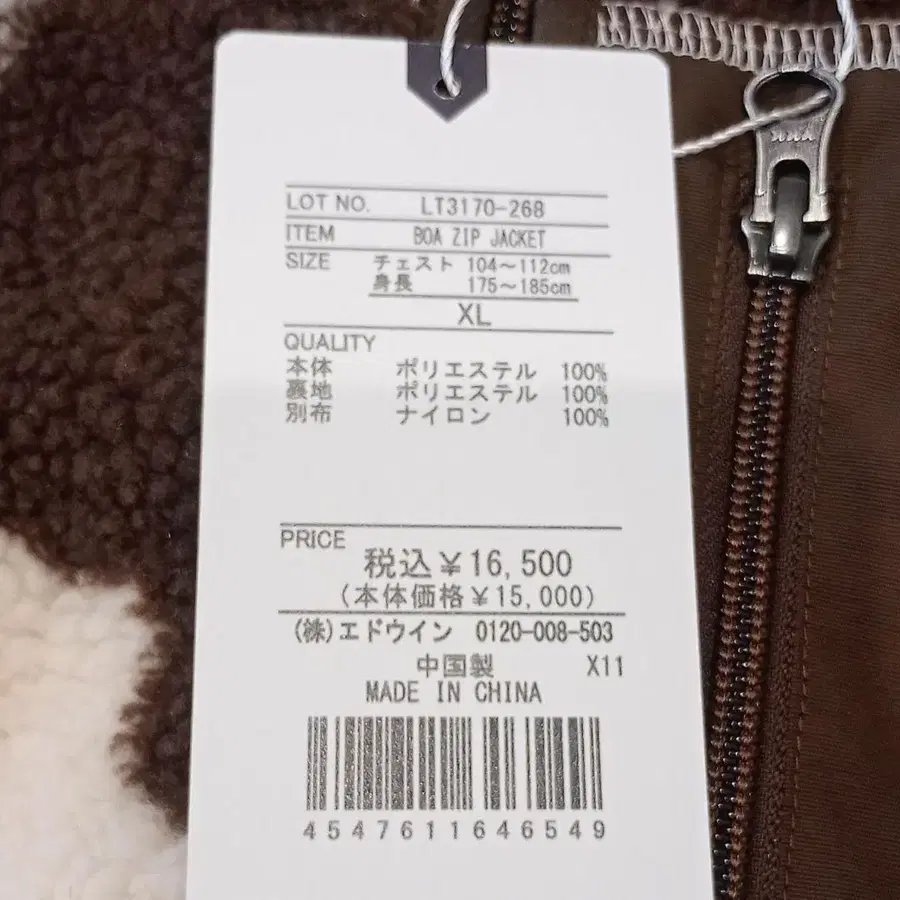 LOT NO. LT3170-268
ITEM BOA ZIP JACKET
SIZE チェスト 104～112cm
身長 175～185cm
XL
QUALITY
本体 ポリエステル 100%
裏地 ポリエステル 100%
別布 ナイロン 100%
PRICE
税込￥16,500
(本体価格￥15,000)
(株)エドウイン 0120-008-503
中国製 X11
MADE IN CHINA
4547611646549